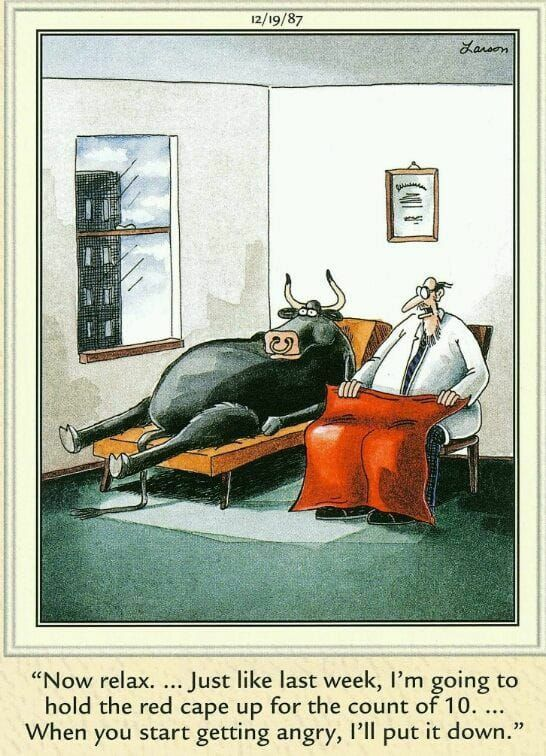 12/19/87
Larson
“Now relax. ... Just like last week, I’m going to
hold the red cape up for the count of 10. ...
When you start getting angry, I’ll put it down.”